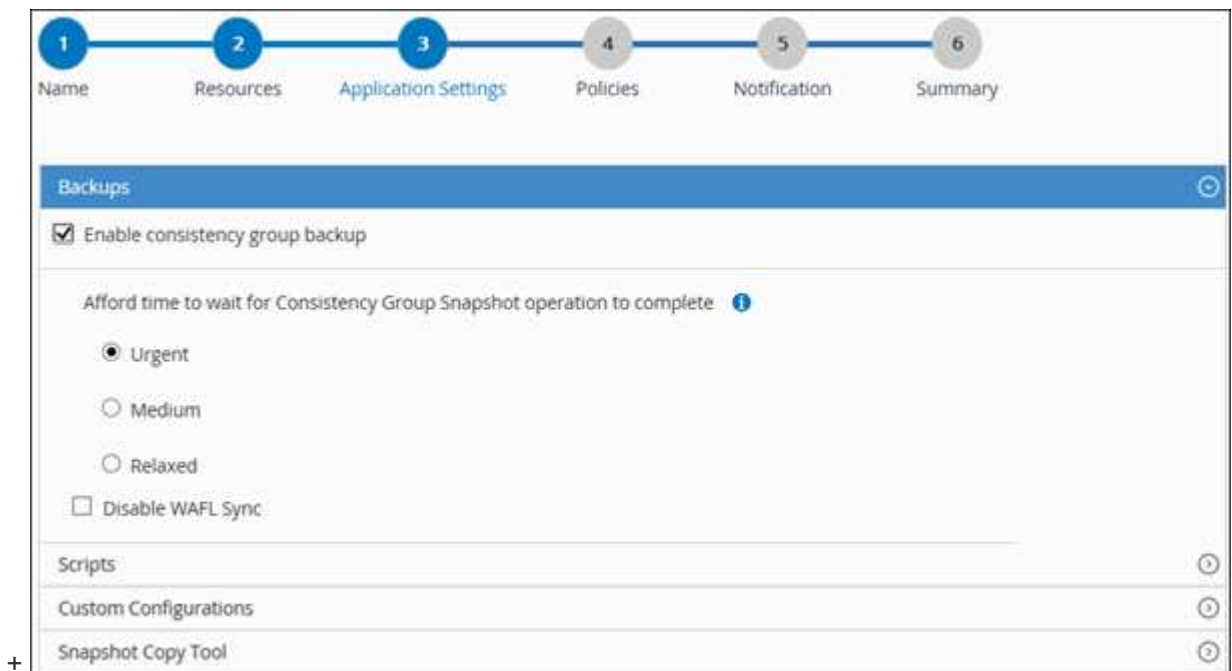 1 2 3 4 5 6
Name Resources Application Settings Policies Notification Summary
Backups
Enable consistency group backup
Afford time to wait for Consistency Group Snapshot operation to complete
Urgent
Medium
Relaxed
Disable WAFL Sync
Scripts
Custom Configurations
Snapshot Copy Tool
+